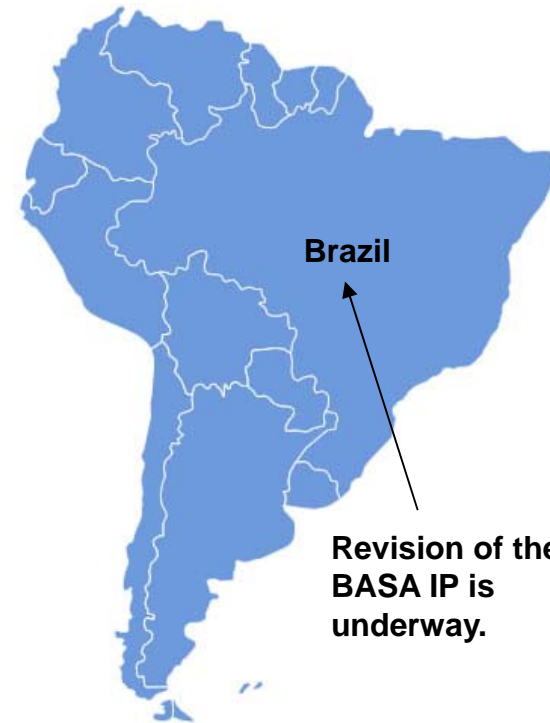 Brazil
Revision of the
BASA IP is
underway.